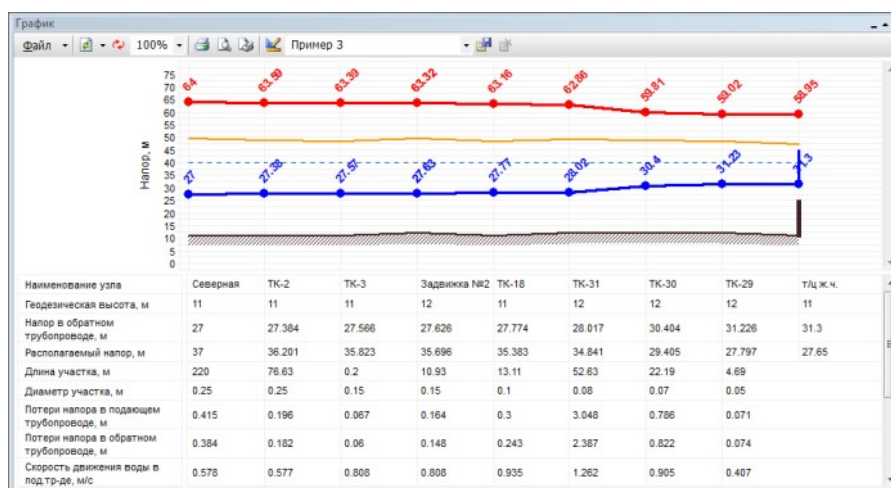 График
Файл 100% Пример 3
Напор, м
75
70
65
60
55
50
45
40
35
30
25
20
15
10
5
0
64 63.59 63.39 63.32 63.16 62.86 59.81 59.02 58.95
27 27.38 27.57 27.63 27.77 28.02 30.4 31.23 31.3
Наименование узла Северная ТК-2 ТК-3 Задвижка №2 ТК-18 ТК-31 ТК-30 ТК-29 т/ц ж.ч.
Геодезическая высота, м 11 11 11 12 11 12 12 12 11
Напор в обратном
трубопроводе, м 27 27.384 27.566 27.626 27.774 28.017 30.404 31.226 31.3
Располагаемый напор, м 37 36.201 35.823 35.696 35.383 34.841 29.405 27.797 27.65
Длина участка, м 220 76.63 0.2 10.93 13.11 52.63 22.19 4.69
Диаметр участка, м 0.25 0.25 0.15 0.15 0.1 0.08 0.07 0.05
Потери напора в подающем
трубопроводе, м 0.415 0.196 0.067 0.164 0.3 3.048 0.786 0.071
Потери напора в обратном
трубопроводе, м 0.384 0.182 0.06 0.148 0.243 2.387 0.822 0.074
Скорость движения воды в
под.тр-де, м/с 0.578 0.577 0.808 0.808 0.935 1.262 0.905 0.407